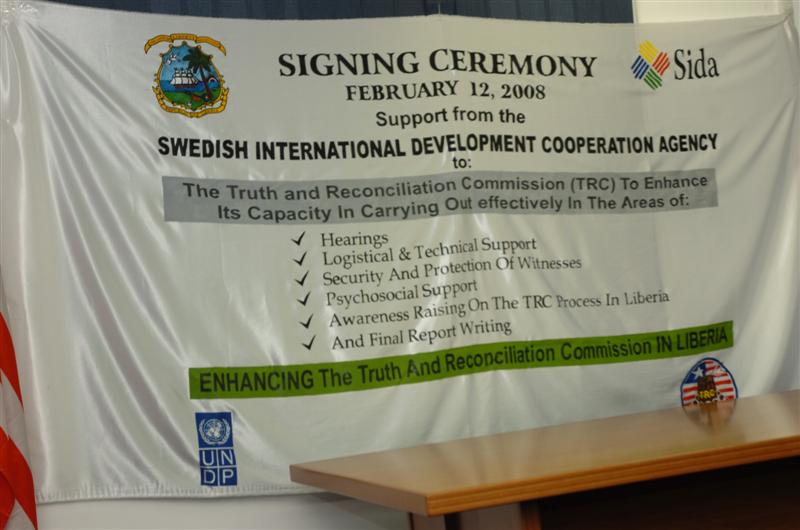 SIGNING CEREMONY
FEBRUARY 12, 2008
Sida
Support from the
SWEDISH INTERNATIONAL DEVELOPMENT COOPERATION AGENCY
to:
The Truth and Reconciliation Commission (TRC) To Enhance
Its Capacity In Carrying Out effectively In The Areas of:
✓ Hearings
✓ Logistical & Technical Support
✓ Security And Protection Of Witnesses
✓ Psychosocial Support
✓ Awareness Raising On The TRC Process In Liberia
✓ And Final Report Writing
ENHANCING The Truth And Reconciliation Commission IN LIBERIA
TRC
UN
DP